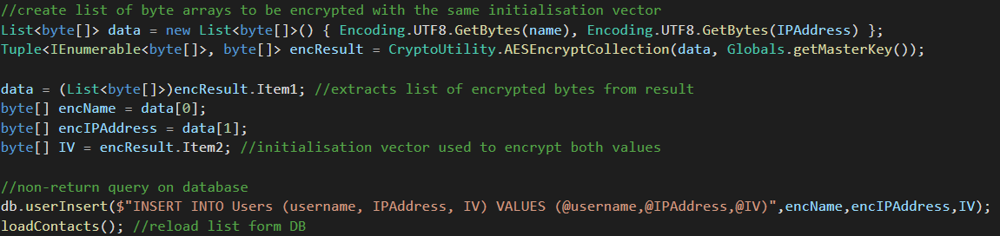 //create list of byte arrays to be encrypted with the same initialisation vector
List<byte[]> data = new List<byte[]>() { Encoding.UTF8.GetBytes(name), Encoding.UTF8.GetBytes(IPAddress) };
Tuple<IEnumerable<byte[]>, byte[]> encResult = CryptoUtility.AESEncryptCollection(data, Globals.getMasterKey());
data = (List<byte[]>)encResult.Item1; //extracts list of encrypted bytes from result
byte[] encName = data[0];
byte[] encIPAddress = data[1];
byte[] IV = encResult.Item2; //initialisation vector used to encrypt both values
//non-return query on database
db.userInsert($"INSERT INTO Users (username, IPAddress, IV) VALUES (@username,@IPAddress,@IV)",encName,encIPAddress,IV);
loadContacts(); //reload list form DB